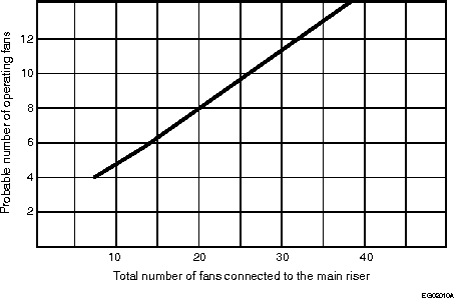 Probable number of operating fans
12
10
8
6
4
2
10 20 30 40
Total number of fans connected to the main riser
EG02010A